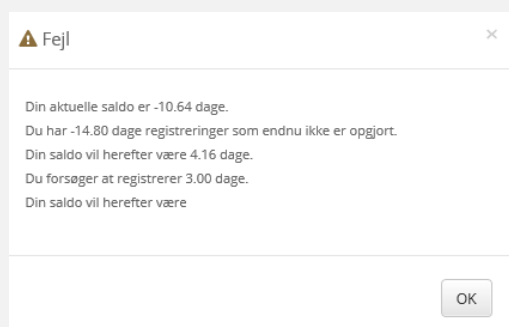 Fejl
×
Din aktuelle saldo er -10.64 dage.
Du har -14.80 dage registreringer som endnu ikke er opgjort.
Din saldo vil herefter være 4.16 dage.
Du forsøger at registrerer 3.00 dage.
Din saldo vil herefter være
OK